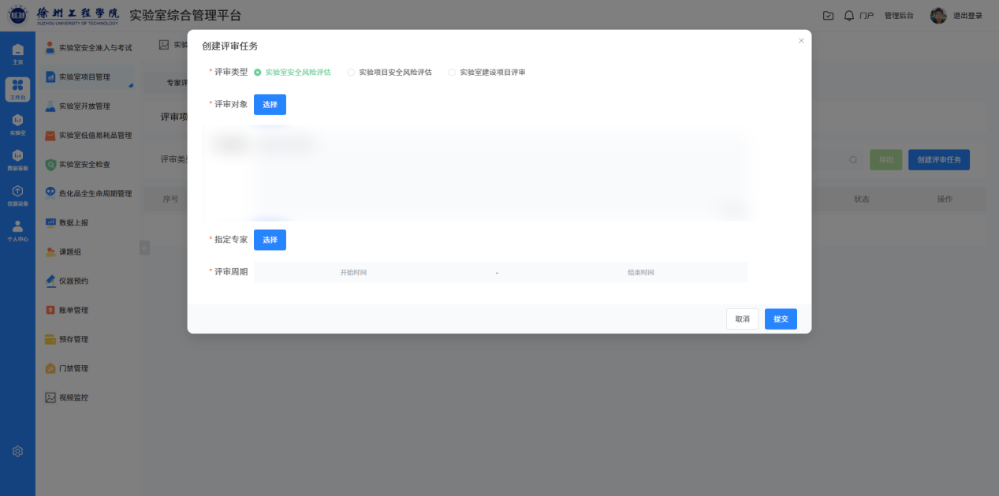 徐州工程学院 实验室综合管理平台
XUZHOU UNIVERSITY OF TECHNOLOGY
门户 管理后台 退出登录
主页
工作台
实验室
数据看板
仪器设备
个人中心
实验室安全准入与考试
实验室项目管理
实验室开放管理
实验室低值易耗品管理
实验室安全检查
危化品全生命周期管理
数据上报
课题组
仪器预约
账单管理
预存管理
门禁管理
视频监控
实验
专家评
评审项
评审类
导出 创建评审任务
序号 状态 操作
创建评审任务
* 评审类型 实验室安全风险评估 实验项目安全风险评估 实验室建设项目评审
* 评审对象 选择
* 指定专家 选择
* 评审周期 开始时间 - 结束时间
取消 提交